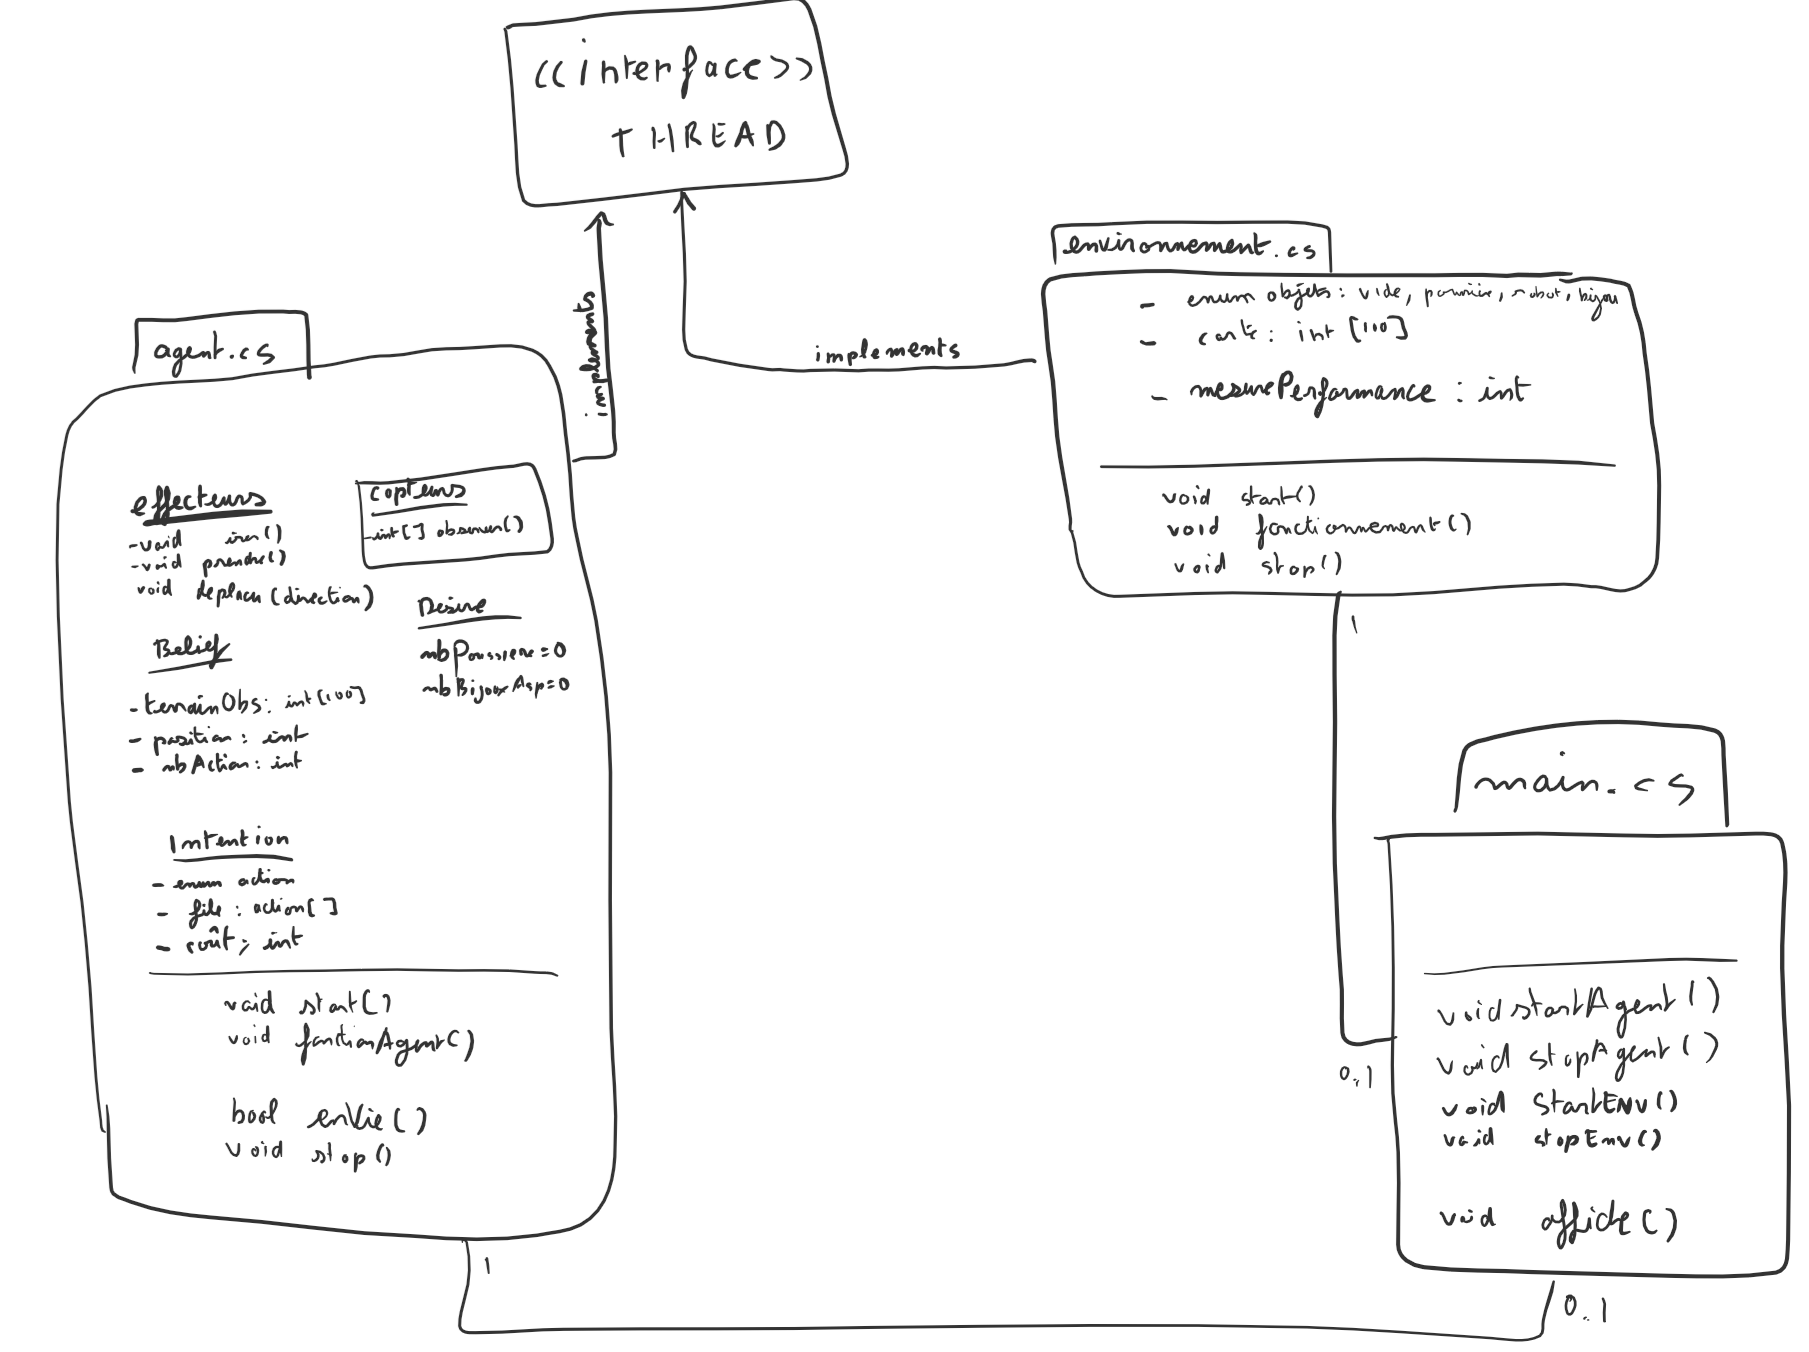 <<interface>>
THREAD
implements
implements
environnement.cs
- enum objets: vide, poussière, robot, bijou
- carte: int [100]
- mesurePerformance : int
void start()
void fonctionnement()
void stop()
1
agent.cs
effecteurs
-void
-void prendre()
void deplacer (direction)
capteurs
-int[] observer()
Desire
nbPoussiere=0
nbBijouxAsp=0
Belief
-terrainObs: int[100]
- position : int
- nbAction: int
Intention
- enum action
- file : action[]
- coût; int
void start()
void fonctionAgent()
bool enVie()
void stop()
1
main.cs
void startAgent()
void stopAgent()
void StartENV()
void stopEnv()
void affiche()
0..1
0..1